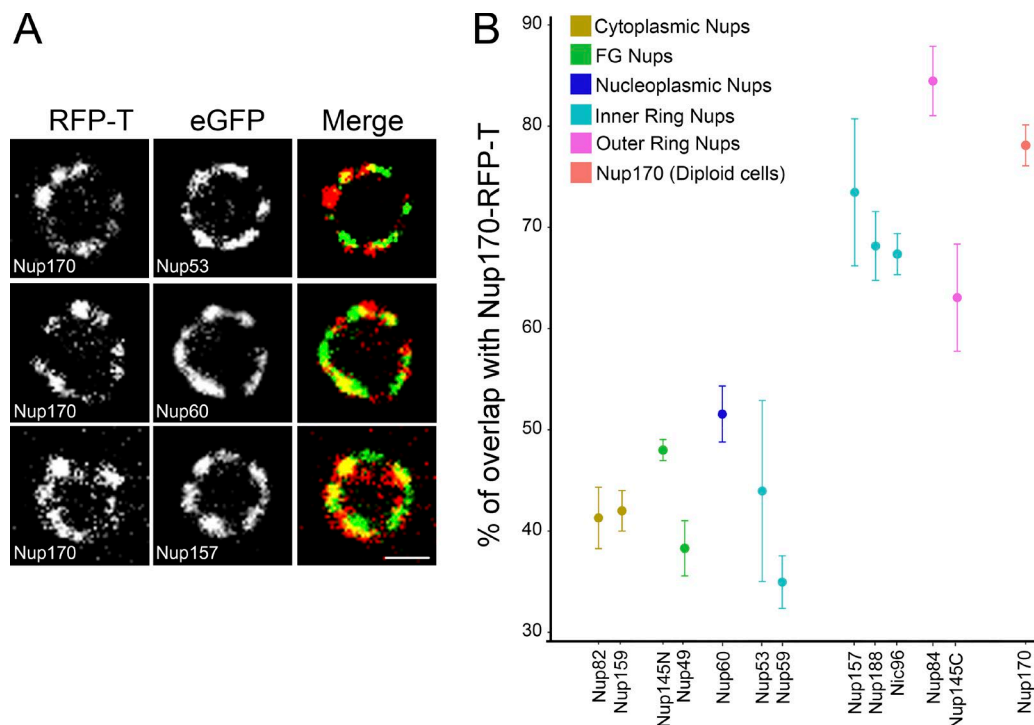 A
RFP-T eGFP Merge
Nup170 Nup53
Nup170 Nup60
Nup170 Nup157
B
% of overlap with Nup170-RFP-T
90
80
70
60
50
40
30
Cytoplasmic Nups
FG Nups
Nucleoplasmic Nups
Inner Ring Nups
Outer Ring Nups
Nup170 (Diploid cells)
Nup82
Nup159
Nup145N
Nup49
Nup60
Nup53
Nup59
Nup157
Nup188
Nic96
Nup84
Nup145C
Nup170